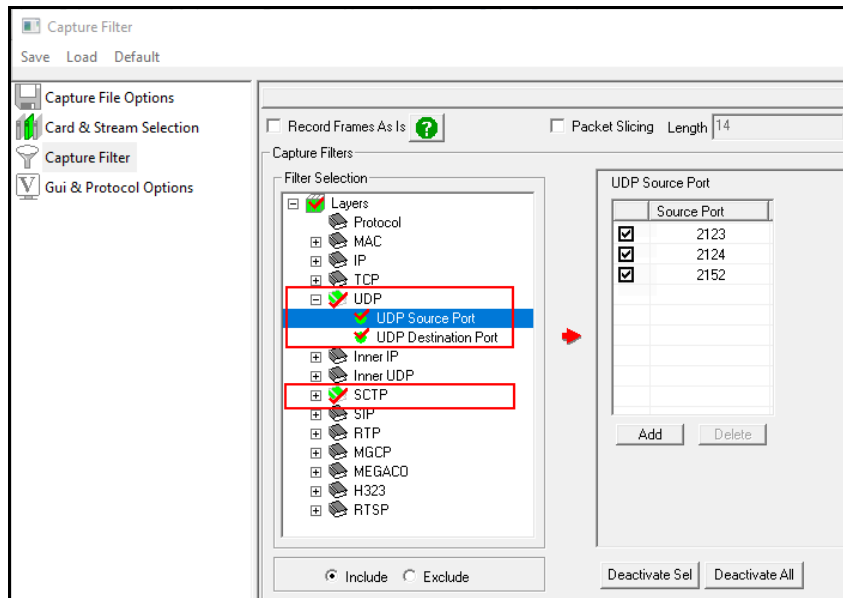 Capture Filter
Save Load Default
Capture File Options
Card & Stream Selection
Capture Filter
Gui & Protocol Options
Record Frames As Is ?
Packet Slicing Length 14
Capture Filters
Filter Selection
Layers
Protocol
MAC
IP
TCP
UDP
UDP Source Port
UDP Destination Port
Inner IP
Inner UDP
SCTP
SIP
RTP
MGCP
MEGACO
H323
RTSP
Include Exclude
UDP Source Port
Source Port
2123
2124
2152
Add Delete
Deactivate Sel Deactivate All